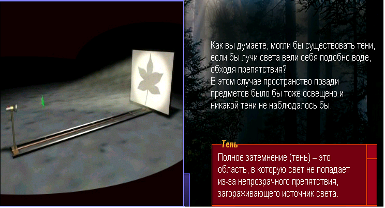 Как вы думаете, могли бы существовать тени,
если бы лучи света вели себя подобно воде,
обходя препятствия?
В этом случае пространство позади
предметов было бы тоже освещено и
никакой тени не наблюдалось бы
Тень
Полное затемнение (тень) – это
область, в которую свет не попадает
из-за непрозрачного препятствия,
загораживающего источник света.